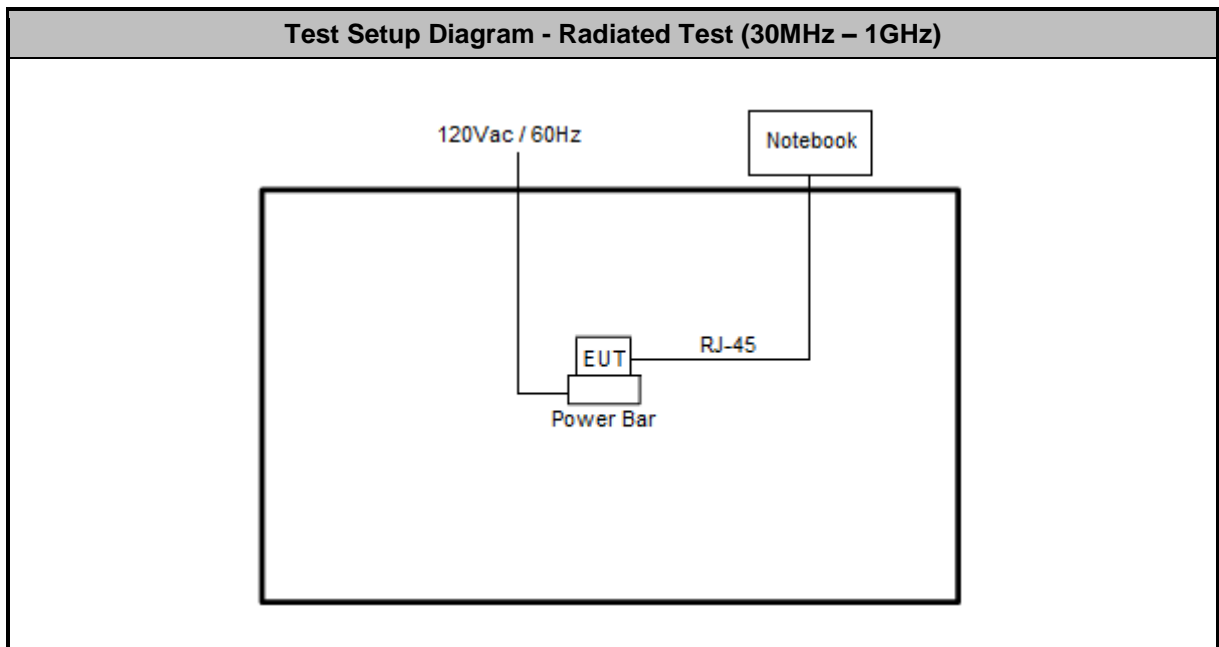 Test Setup Diagram - Radiated Test (30MHz – 1GHz)
120Vac / 60Hz
Notebook
EUT
RJ-45
Power Bar